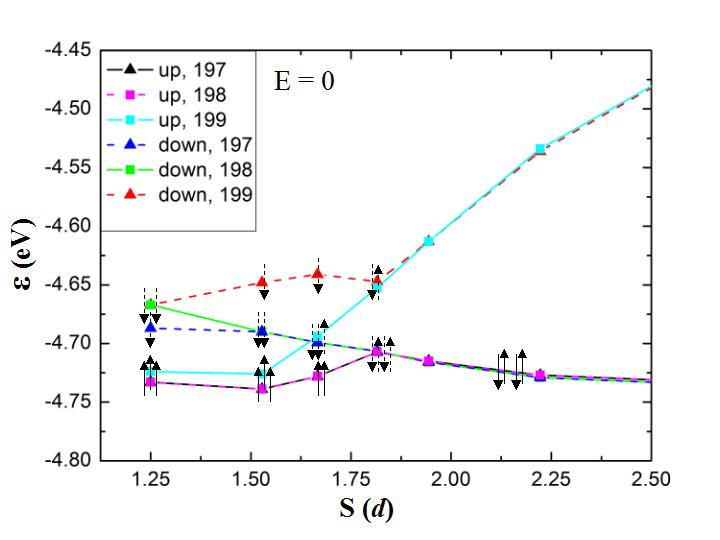 -4.45
-4.50
-4.55
-4.60
-4.65
-4.70
-4.75
-4.80
ε (eV)
up, 197
up, 198
up, 199
down, 197
down, 198
down, 199
E = 0
1.25 1.50 1.75 2.00 2.25 2.50
S (d)